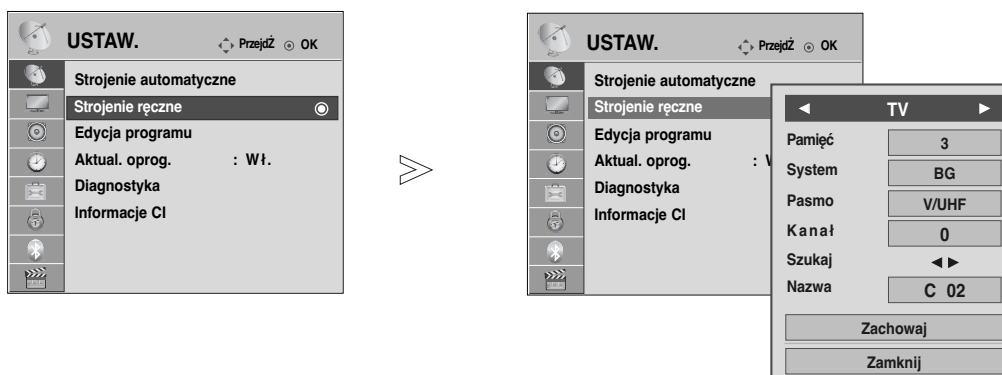 USTAW. PrzejdŹ OK
Strojenie automatyczne
Strojenie ręczne
Edycja programu
Aktual. oprog. : Wł.
Diagnostyka
Informacje CI
USTAW. PrzejdŹ OK
Strojenie automatyczne
Strojenie ręczne
Edycja programu
Aktual. oprog. : W
Diagnostyka
Informacje CI
◄ TV ►
Pamięć 3
System BG
Pasmo V/UHF
Kanał 0
Szukaj ◄ ►
Nazwa C 02
Zachowaj
Zamknij